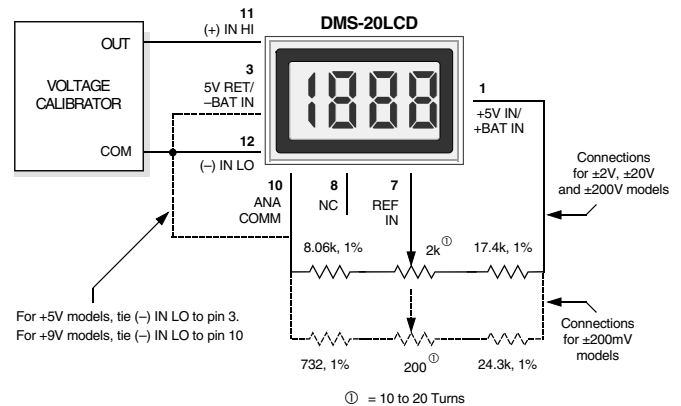 DMS-20LCD
11
(+) IN HI
OUT
VOLTAGE
CALIBRATOR
COM
3
5V RET/
–BAT IN
12
(–) IN LO
1888
1
+5V IN/
+BAT IN
10
ANA
COMM
8
NC
7
REF
IN
Connections
for ±2V, ±20V
and ±200V models
8.06k, 1%
2k①
17.4k, 1%
For +5V models, tie (–) IN LO to pin 3.
For +9V models, tie (–) IN LO to pin 10
732, 1%
200①
24.3k, 1%
Connections
for ±200mV
models
① = 10 to 20 Turns